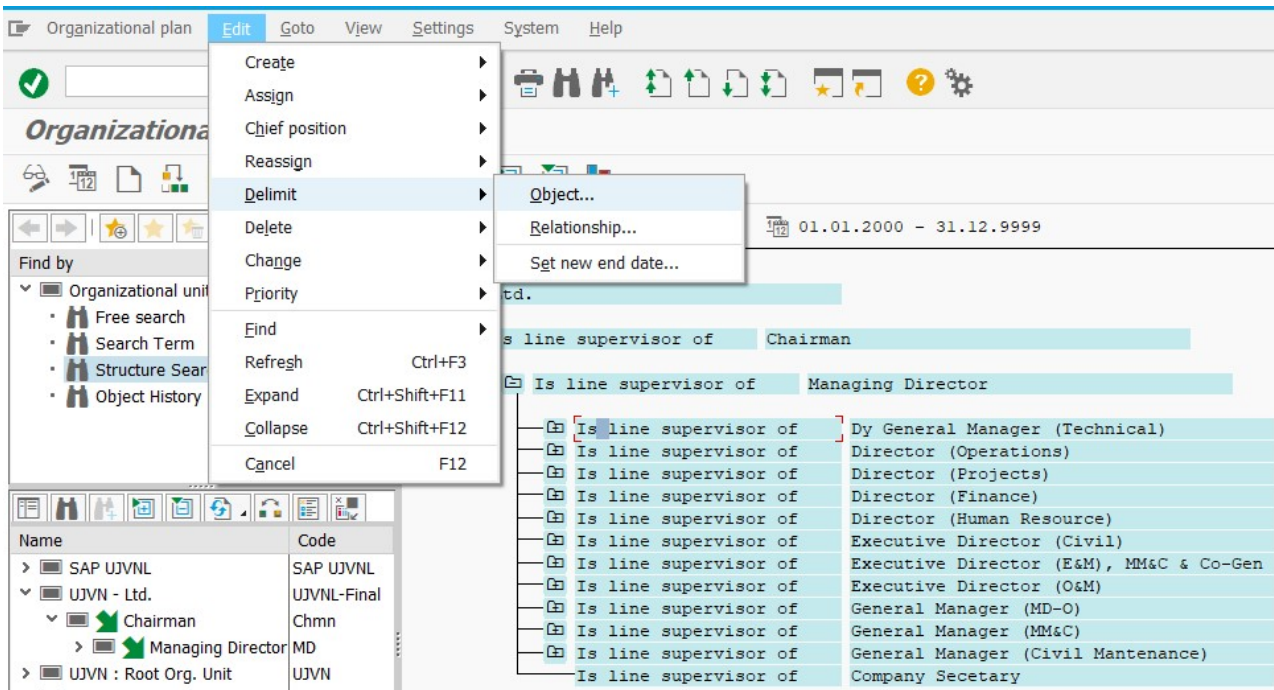 Organizational plan Edit Goto View Settings System Help
Create
Assign
Organizationa
Chief position
Reassign
Delimit
Object...
Delete
Relationship...
01.01.2000 - 31.12.9999
Change
Set new end date...
Priority
Find
Refresh Ctrl+F3
Expand Ctrl+Shift+F11
Collapse Ctrl+Shift+F12
Cancel F12
Find by
Organizational unit
Free search
Search Term
Structure Sear
Object History
td.
s line supervisor of Chairman
Is line supervisor of Managing Director
Is line supervisor of Dy General Manager (Technical)
Is line supervisor of Director (Operations)
Is line supervisor of Director (Projects)
Is line supervisor of Director (Finance)
Is line supervisor of Director (Human Resource)
Is line supervisor of Executive Director (Civil)
Is line supervisor of Executive Director (E&M), MM&C & Co-Gen
Is line supervisor of Executive Director (O&M)
Is line supervisor of General Manager (MD-O)
Is line supervisor of General Manager (MM&C)
Is line supervisor of General Manager (Civil Mantenance)
Is line supervisor of Company Secetary
Name Code
SAP UJVNL SAP UJVNL
UJVN - Ltd. UJVNL-Final
Chairman Chmn
Managing Director MD
UJVN : Root Org. Unit UJVN